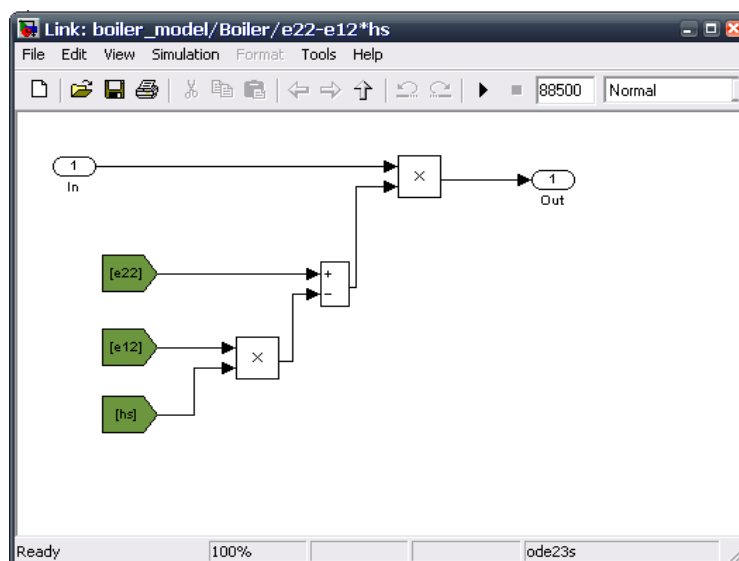 Link: boiler_model/Boiler/e22-e12*hs
File Edit View Simulation Format Tools Help
88500 Normal
1
In
×
1
Out
[e22]
+
−
[e12]
×
[hs]
Ready 100% ode23s